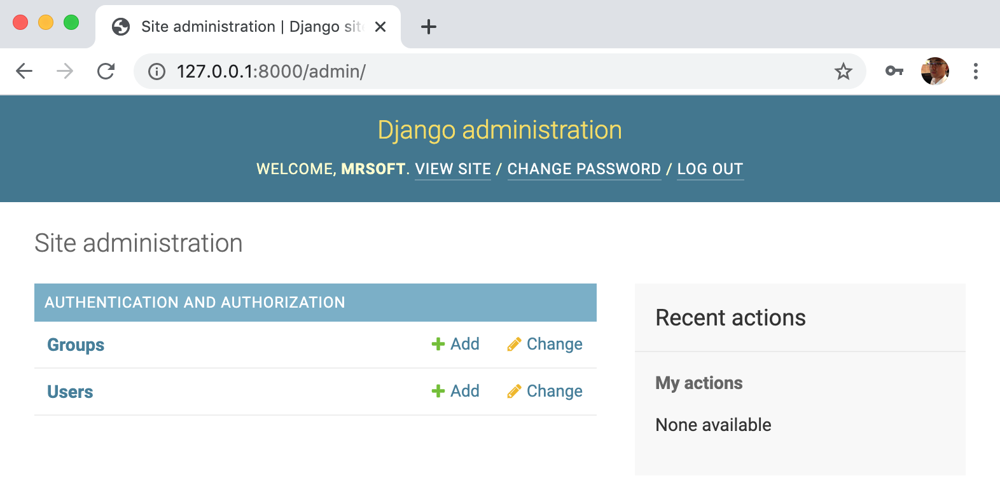 Site administration | Django sit
127.0.0.1:8000/admin/
Django administration
WELCOME, MRSOFT. VIEW SITE / CHANGE PASSWORD / LOG OUT
Site administration
AUTHENTICATION AND AUTHORIZATION
Groups Add Change
Users Add Change
Recent actions
My actions
None available